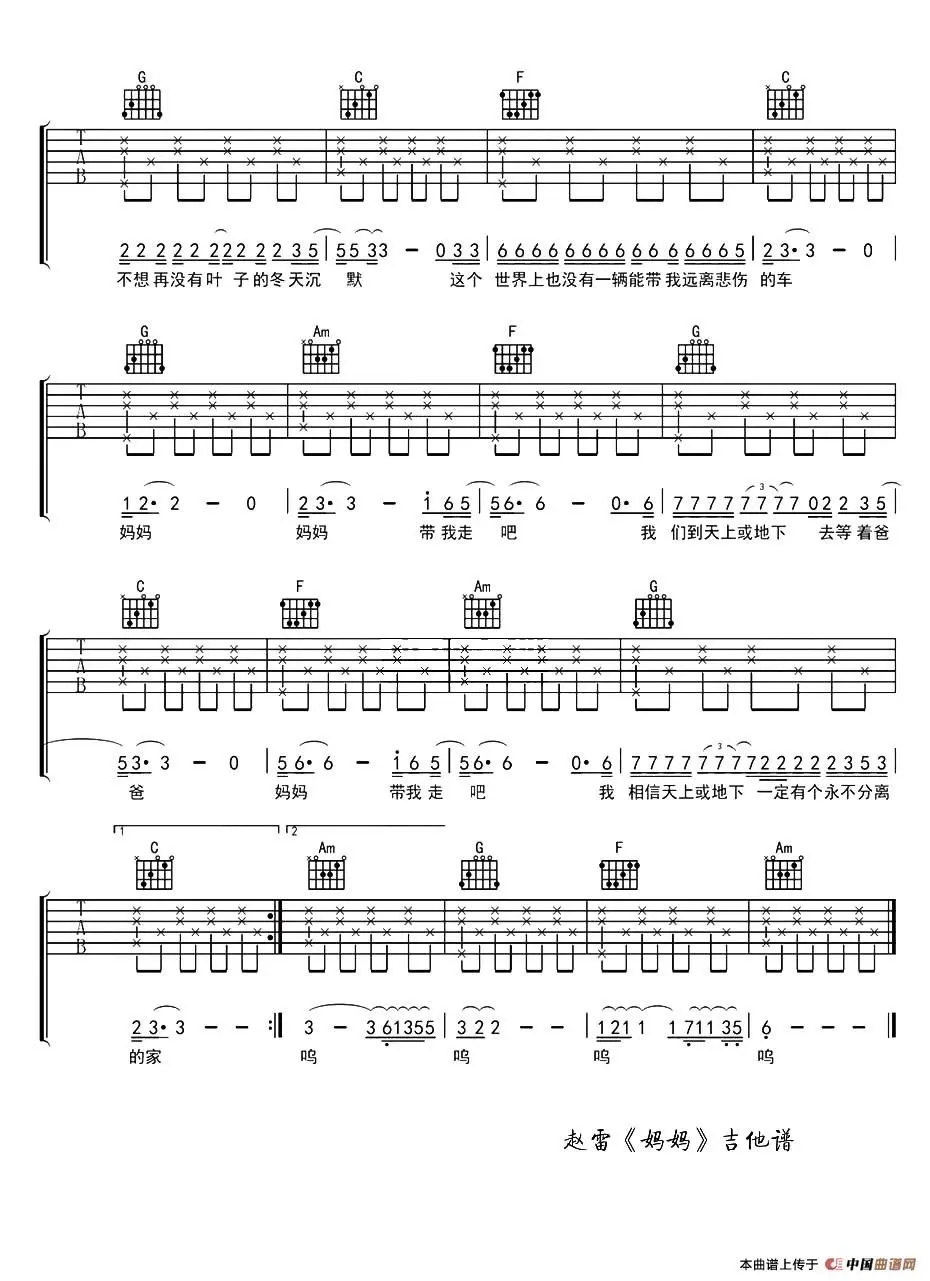 G C F C
T A B
2 2 2 2 2 2 2 2 2 2 3 5 | 5 5 3 3 – 0 3 3 | 6 6 6 6 6 6 6 6 6 6 6 6 6 6 5 | 2 3· 3 – 0 |
不想再没有叶 子的冬天沉 默 这个 世界上也没有一辆能带我远离悲伤 的车
G Am F G
T A B
1 2· 2 – 0 | 2 3· 3 – 1 6 5 | 5 6· 6 – 0· 6 | 7 7 7 7 7 7 7 7 0 2 2 3 5 |
3
妈妈 妈妈 带我走 吧 我 们到天上或地下 去等着爸
C F Am G
T A B
5 3· 3 – 0 | 5 6· 6 – 1 6 5 | 5 6· 6 – 0· 6 | 7 7 7 7 7 7 7 7 2 2 2 2 2 3 5 3 |
3
爸 妈妈 带我走 吧 我 相信天上或地下 一定有个永不分离
1 2
C Am G F Am
T A B
2 3· 3 – – :| 3 – 3 6 1 3 5 5 | 3 2 2 – – | 1 2 1 1 1 7 1 1 3 5 | 6 – – – |
的家 呜 呜 呜 呜
赵雷《妈妈》吉他谱
本曲谱上传于 中国曲谱网